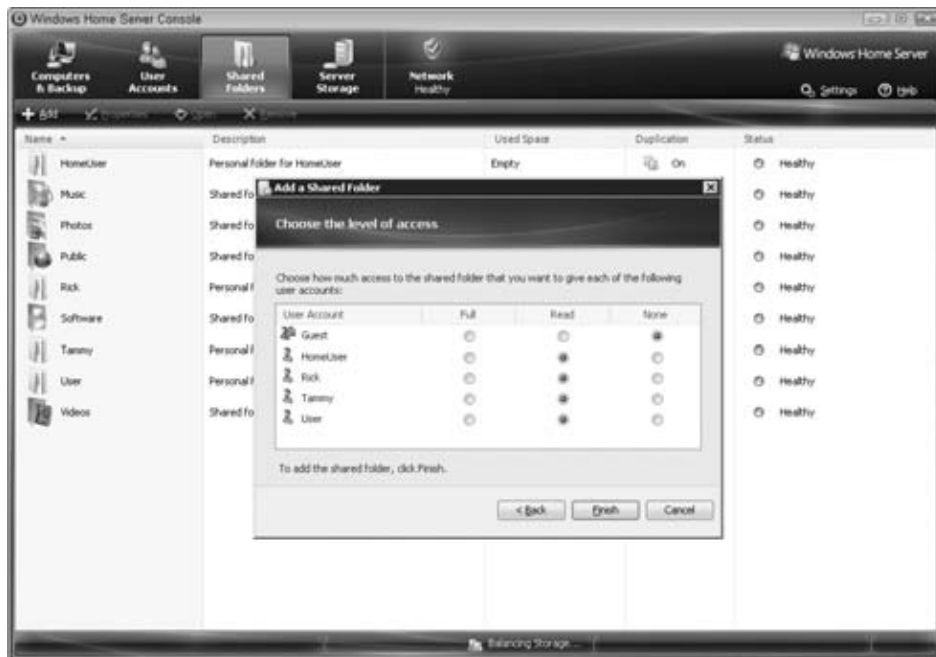 Windows Home Server Console
Computers & Backup
User Accounts
Shared Folders
Server Storage
Network Healthy
Windows Home Server
Settings
Help
Add
Properties
Open
Remove
Name Description Used Space Duplication Status
HomeUser Personal folder for HomeUser Empty On Healthy
Music Shared fo Healthy
Photos Shared fo Healthy
Public Shared fo Healthy
Rick Personal f Healthy
Software Shared fo Healthy
Tammy Personal f Healthy
User Personal f Healthy
Videos Shared fo Healthy
Add a Shared Folder
Choose the level of access
Choose how much access to the shared folder that you want to give each of the following
user accounts:
User Account Full Read None
Guest
HomeUser
Rick
Tammy
User
To add the shared folder, click Finish.
< Back Finish Cancel
Balancing Storage...